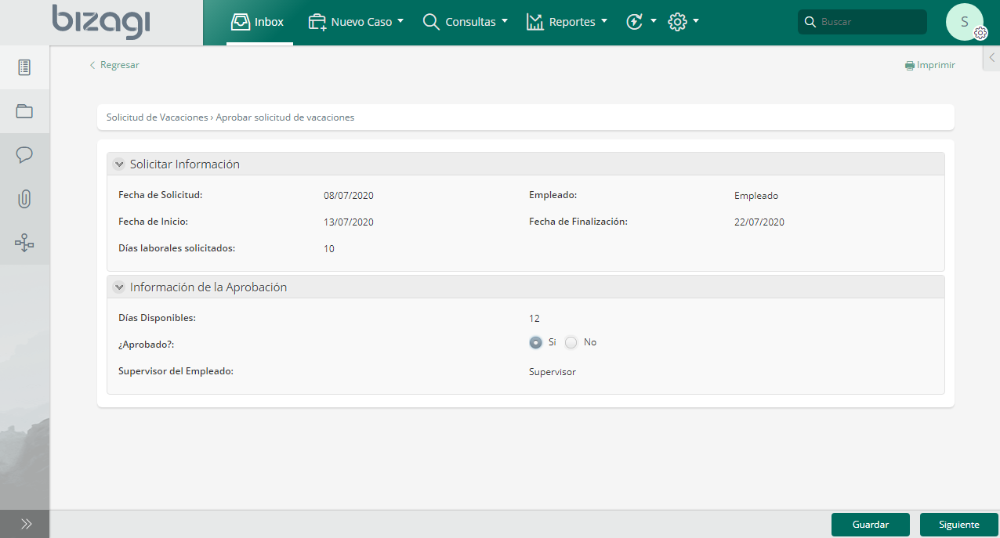 bizagi
Inbox
Nuevo Caso
Consultas
Reportes
Buscar
S
Regresar
Imprimir
Solicitud de Vacaciones › Aprobar solicitud de vacaciones
Solicitar Información
Fecha de Solicitud: 08/07/2020 Empleado: Empleado
Fecha de Inicio: 13/07/2020 Fecha de Finalización: 22/07/2020
Días laborales solicitados: 10
Información de la Aprobación
Días Disponibles: 12
¿Aprobado?: Si No
Supervisor del Empleado: Supervisor
Guardar
Siguiente